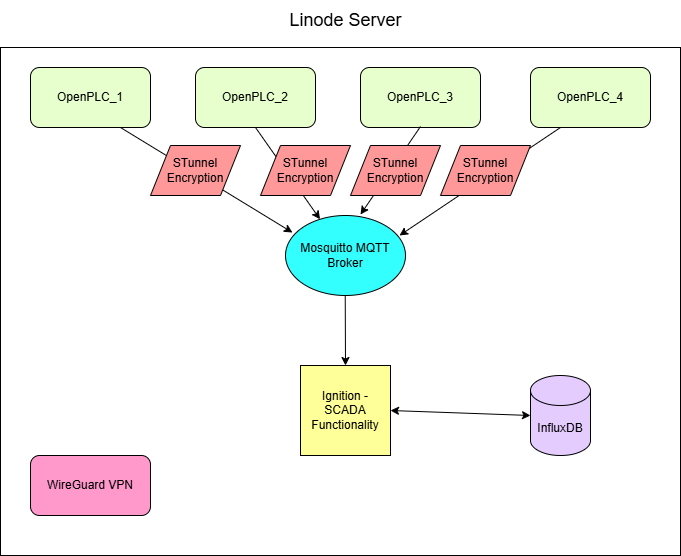 Linode Server
OpenPLC_1
OpenPLC_2
OpenPLC_3
OpenPLC_4
STunnel
Encryption
STunnel
Encryption
STunnel
Encryption
STunnel
Encryption
Mosquitto MQTT
Broker
Ignition -
SCADA
Functionality
InfluxDB
WireGuard VPN